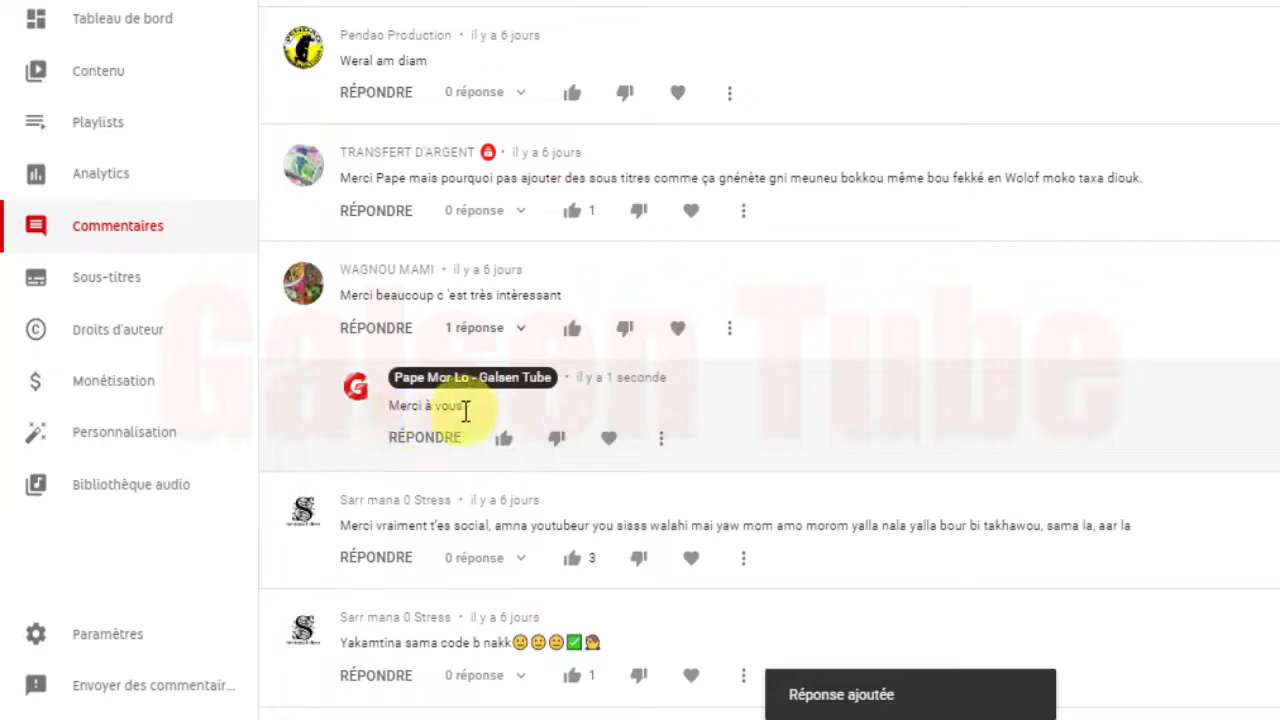 Tableau de bord
Contenu
Playlists
Analytics
Commentaires
Sous-titres
Droits d'auteur
Monétisation
Personnalisation
Bibliothèque audio
Paramètres
Envoyer des commentair...
Pendao Production • il y a 6 jours
Weral am diam
RÉPONDRE 0 réponse
TRANSFERT D'ARGENT • il y a 6 jours
Merci Pape mais pourquoi pas ajouter des sous titres comme ça gnénète gni meuneu bokkou même bou fekké en Wolof moko taxa diouk.
RÉPONDRE 0 réponse 1
WAGNOU MAMI • il y a 6 jours
Merci beaucoup c 'est très intèressant
RÉPONDRE 1 réponse
Pape Mor Lo - Galsen Tube • il y a 1 seconde
Merci à vous
RÉPONDRE
Sarr mana 0 Stress • il y a 6 jours
Merci vraiment t'es social, amna youtubeur you sisss walahi mai yaw mom amo morom yalla nala yalla bour bi takhawou, sama la, aar la
RÉPONDRE 0 réponse 3
Sarr mana 0 Stress • il y a 6 jours
Yakamtina sama code b nakk🙂🙂🙂✅🙍
RÉPONDRE 0 réponse 1
Réponse ajoutée
Galsen Tube